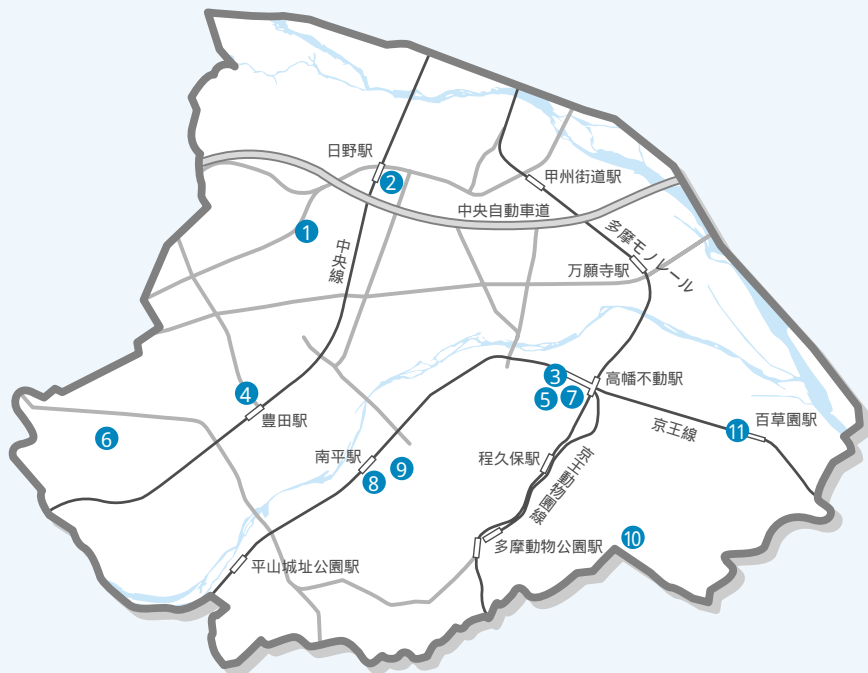 日野駅
2
甲州街道駅
中央自動車道
1
多摩モノレール
中央線
万願寺駅
3
高幡不動駅
4
5
7
豊田駅
京王線
11
百草園駅
6
南平駅
9
8
程久保駅
京王動物園線
10
多摩動物公園駅
平山城址公園駅